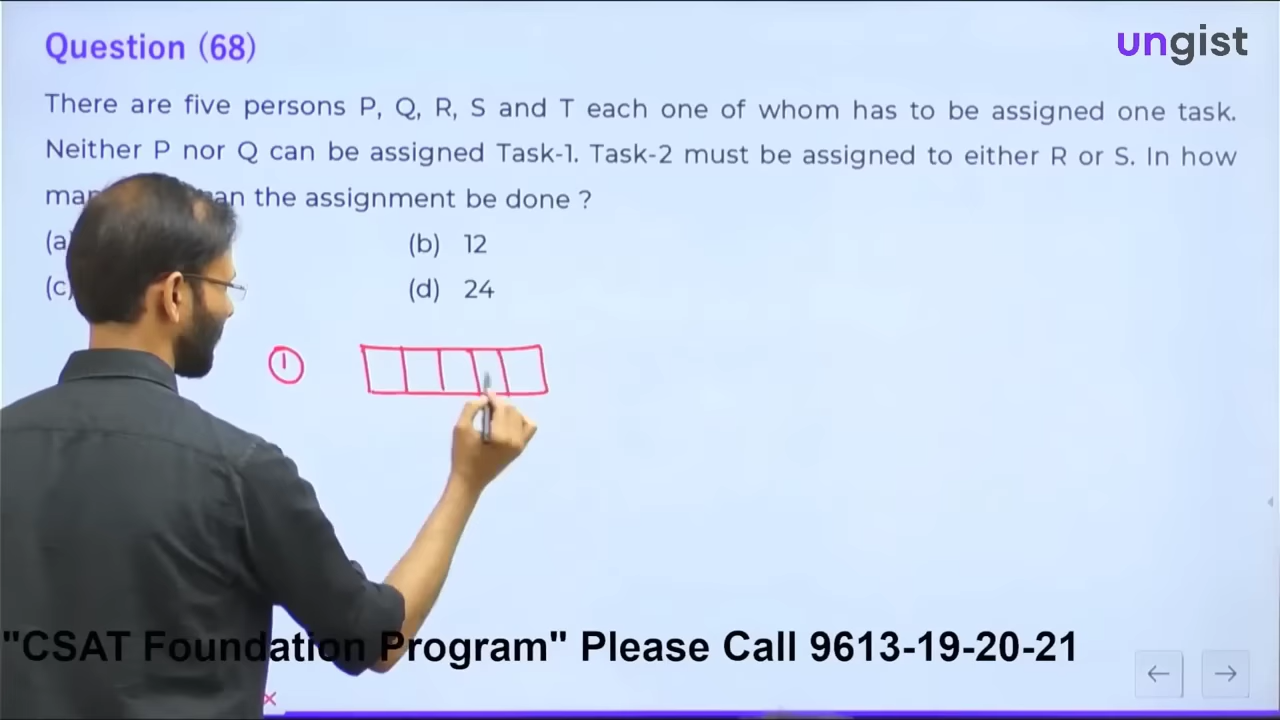 Question (68)
ungist
There are five persons P, Q, R, S and T each one of whom has to be assigned one task.
Neither P nor Q can be assigned Task-1. Task-2 must be assigned to either R or S. In how
the assignment be done ?
(b) 12
(d) 24
1
"CSAT Foundation Program" Please Call 9613-19-20-21
← →
×